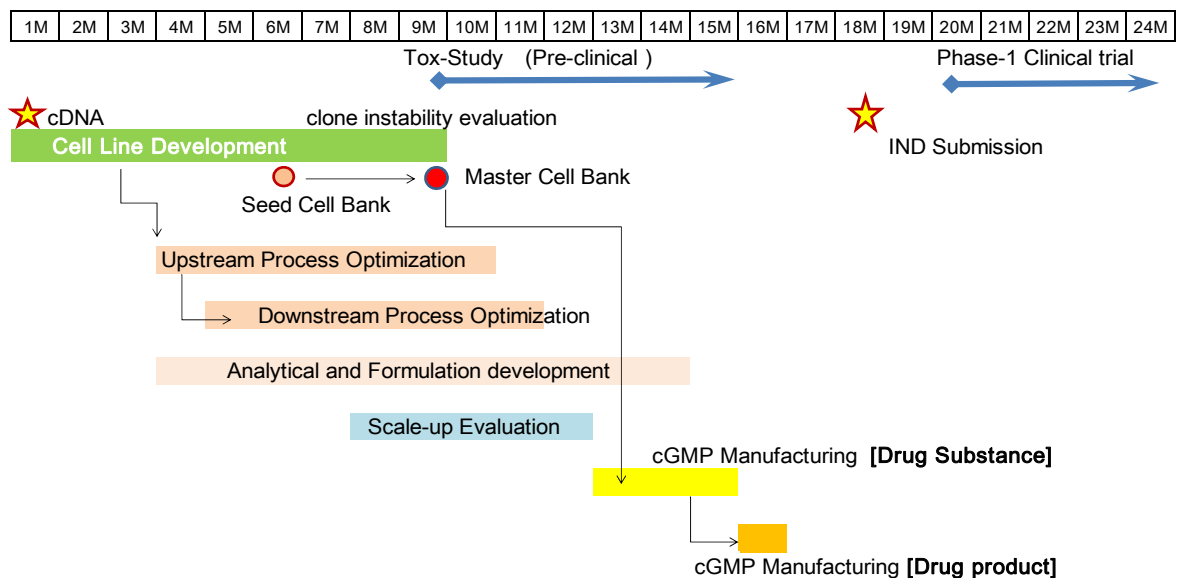 1M 2M 3M 4M 5M 6M 7M 8M 9M 10M 11M 12M 13M 14M 15M 16M 17M 18M 19M 20M 21M 22M 23M 24M
Tox-Study (Pre-clinical )
Phase-1 Clinical trial
cDNA
clone instability evaluation
Cell Line Development
IND Submission
Master Cell Bank
Seed Cell Bank
Upstream Process Optimization
Downstream Process Optimization
Analytical and Formulation development
Scale-up Evaluation
cGMP Manufacturing [Drug Substance]
cGMP Manufacturing [Drug product]